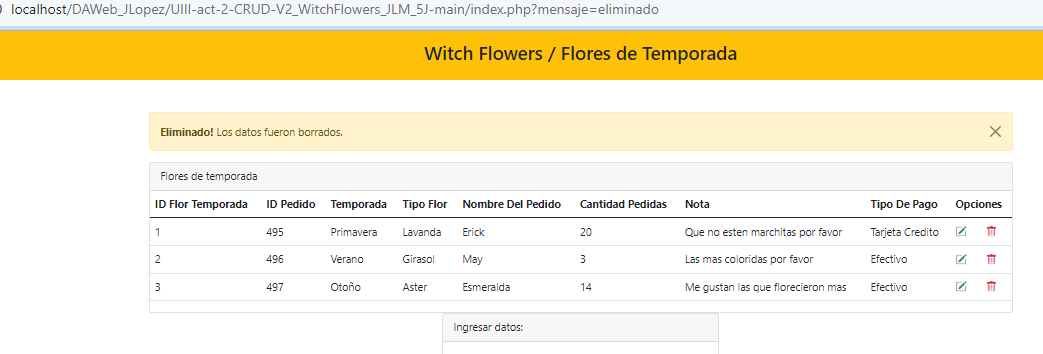 localhost/DAWeb_JLopez/UIII-act-2-CRUD-V2_WitchFlowers_JLM_5J-main/index.php?mensaje=eliminado
Witch Flowers / Flores de Temporada
Eliminado! Los datos fueron borrados.
Flores de temporada
ID Flor Temporada ID Pedido Temporada Tipo Flor Nombre Del Pedido Cantidad Pedidas Nota Tipo De Pago Opciones
1 495 Primavera Lavanda Erick 20 Que no esten marchitas por favor Tarjeta Credito
2 496 Verano Girasol May 3 Las mas coloridas por favor Efectivo
3 497 Otoño Aster Esmeralda 14 Me gustan las que florecieron mas Efectivo
Ingresar datos: